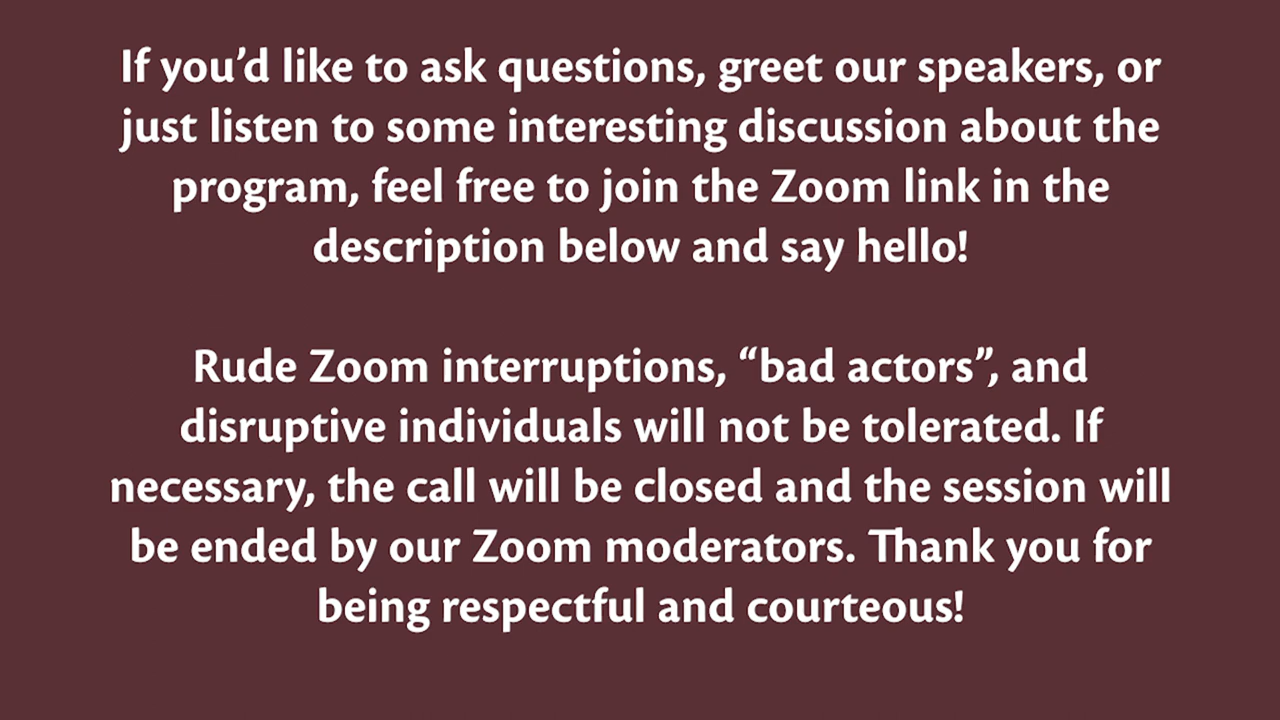 If you’d like to ask questions, greet our speakers, or
just listen to some interesting discussion about the
program, feel free to join the Zoom link in the
description below and say hello!
Rude Zoom interruptions, “bad actors”, and
disruptive individuals will not be tolerated. If
necessary, the call will be closed and the session will
be ended by our Zoom moderators. Thank you for
being respectful and courteous!